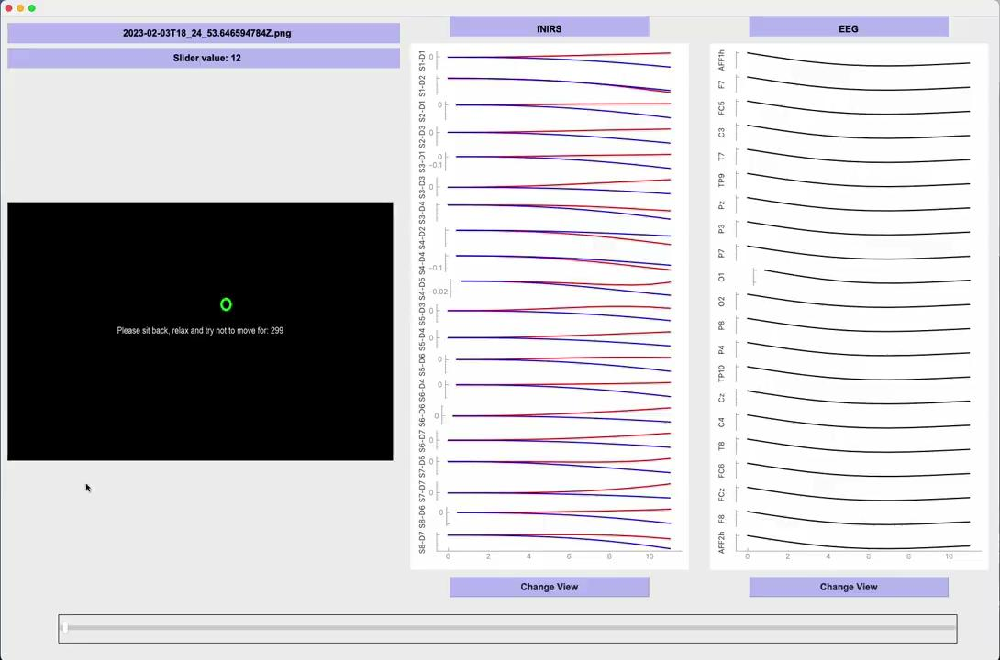 2023-02-03T18_24_53.646594784Z.png
Slider value: 12
Please sit back, relax and try not to move for: 299
fNIRS
S1-D1
0
S1-D2
S2-D1
0
S2-D3
0
S3-D1
0
-0.1
S3-D3
0
S3-D4
S4-D2
S4-D4
-0.1
S4-D5
-0.02
S5-D3
0
S5-D4
0
S5-D6
0
S6-D4
0
S6-D6
0
S6-D7
0
S7-D5
0
S7-D7
0
S8-D6
0
S8-D7
0
0 2 4 6 8 10
Change View
EEG
AFF1h
F7
FC5
C3
T7
TP9
Pz
P3
P7
O1
O2
P8
P4
TP10
Cz
C4
T8
FC6
FCz
F8
AFF2h
0 2 4 6 8 10
Change View